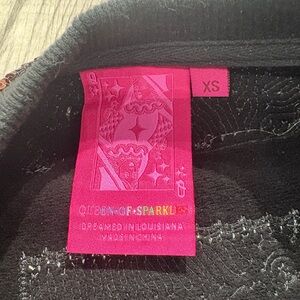 XS
Q
QUEEN·OF·SPARKLES
DREAMED IN LOUISIANA
MADE IN CHINA